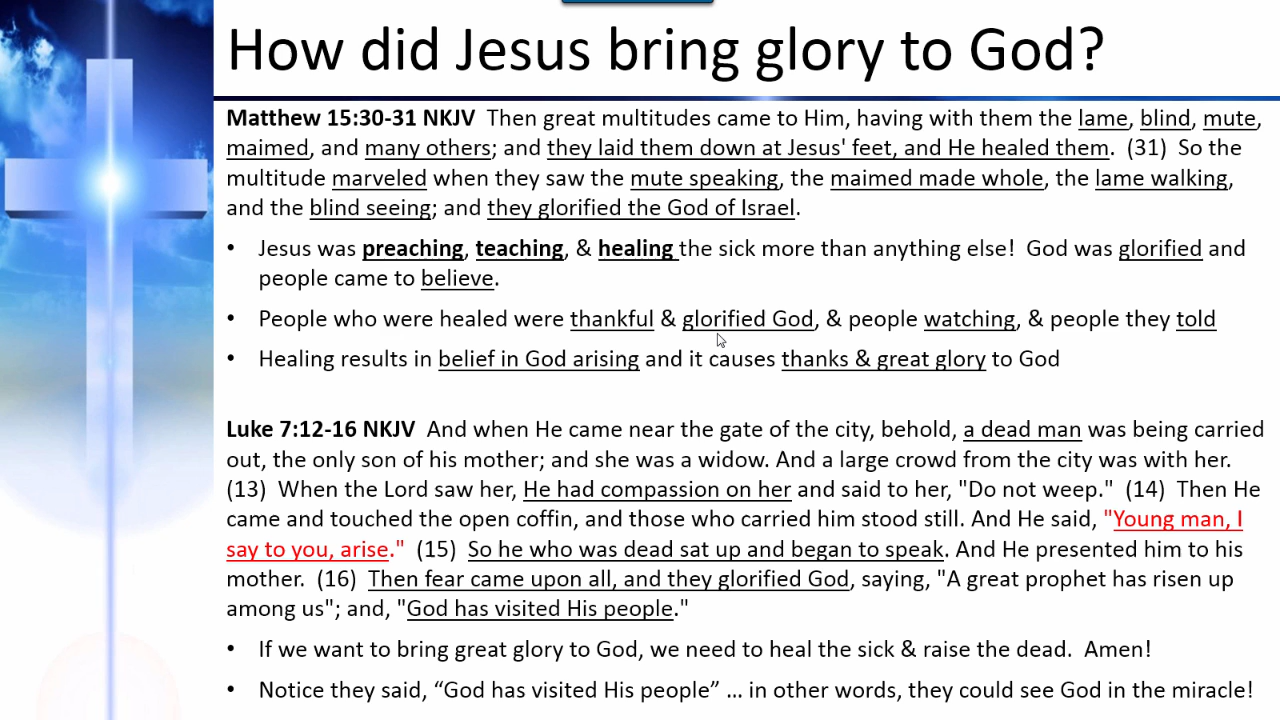 How did Jesus bring glory to God?
Matthew 15:30-31 NKJV  Then great multitudes came to Him, having with them the lame, blind, mute,
maimed, and many others; and they laid them down at Jesus' feet, and He healed them.  (31)  So the
multitude marveled when they saw the mute speaking, the maimed made whole, the lame walking,
and the blind seeing; and they glorified the God of Israel.
• Jesus was preaching, teaching, & healing the sick more than anything else!  God was glorified and
people came to believe.
• People who were healed were thankful & glorified God, & people watching, & people they told
• Healing results in belief in God arising and it causes thanks & great glory to God
Luke 7:12-16 NKJV  And when He came near the gate of the city, behold, a dead man was being carried
out, the only son of his mother; and she was a widow. And a large crowd from the city was with her.
(13)  When the Lord saw her, He had compassion on her and said to her, "Do not weep."  (14)  Then He
came and touched the open coffin, and those who carried him stood still. And He said, "Young man, I
say to you, arise."  (15)  So he who was dead sat up and began to speak. And He presented him to his
mother.  (16)  Then fear came upon all, and they glorified God, saying, "A great prophet has risen up
among us"; and, "God has visited His people."
• If we want to bring great glory to God, we need to heal the sick & raise the dead.  Amen!
• Notice they said, “God has visited His people” … in other words, they could see God in the miracle!